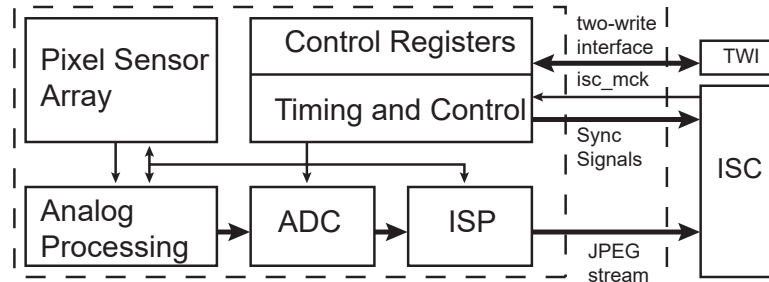 Pixel Sensor
Array
Control Registers
Timing and Control
two-write
interface
TWI
isc_mck
Sync
Signals
ISC
Analog
Processing
ADC
ISP
JPEG
stream